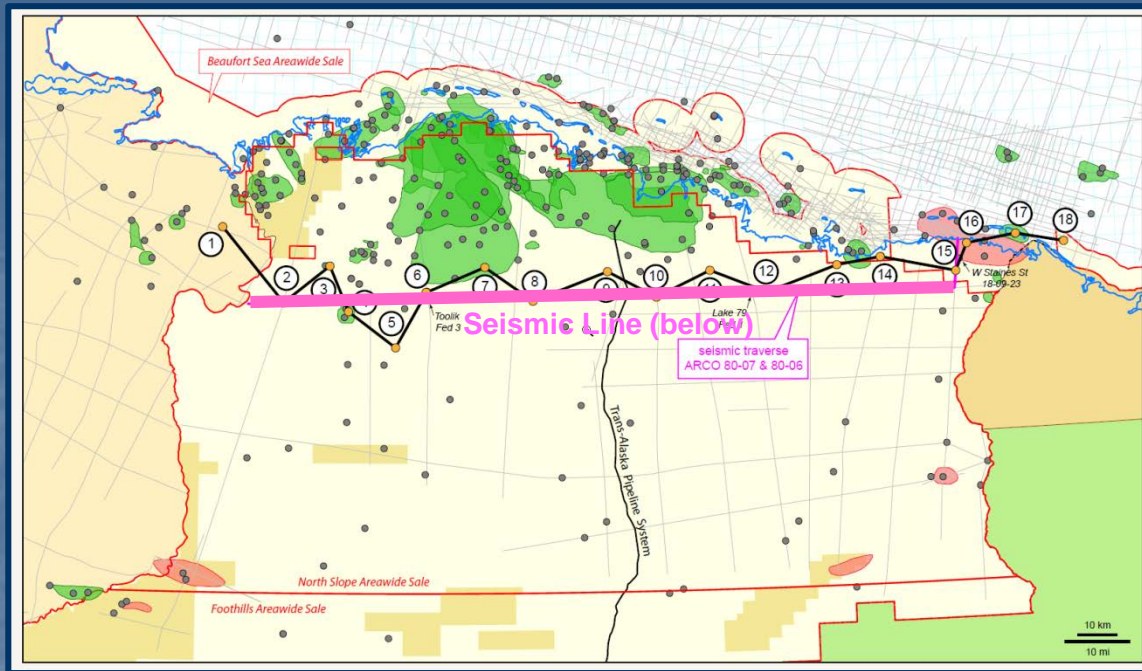 Beaufort Sea Areawide Sale
16
17
18
1
15
2
3
6
7
8
9
10
11
12
13
14
W Staines St
18-09-23
4
5
Toolik
Fed 3
Seismic Line (below)
Lake 79
seismic traverse
ARCO 80-07 & 80-06
Trans-Alaska Pipeline System
North Slope Areawide Sale
Foothills Areawide Sale
10 km
10 mi